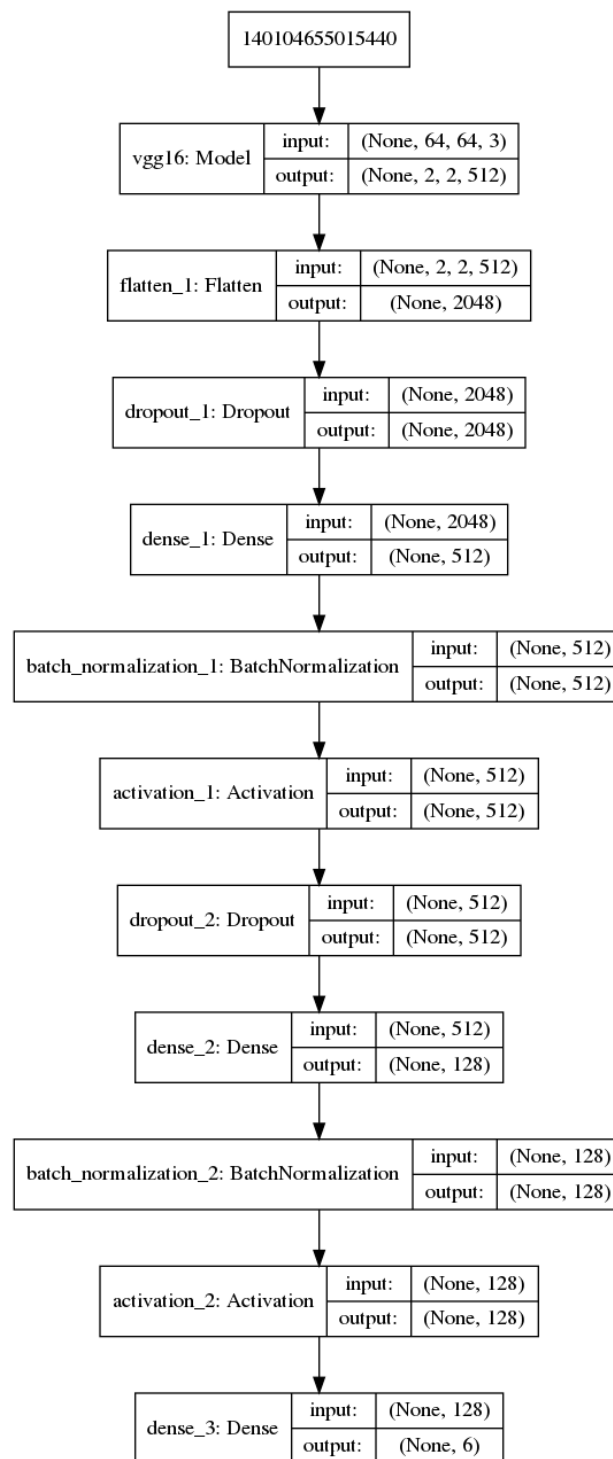 140104655015440
vgg16: Model
input: (None, 64, 64, 3)
output: (None, 2, 2, 512)
flatten_1: Flatten
input: (None, 2, 2, 512)
output: (None, 2048)
dropout_1: Dropout
input: (None, 2048)
output: (None, 2048)
dense_1: Dense
input: (None, 2048)
output: (None, 512)
batch_normalization_1: BatchNormalization
input: (None, 512)
output: (None, 512)
activation_1: Activation
input: (None, 512)
output: (None, 512)
dropout_2: Dropout
input: (None, 512)
output: (None, 512)
dense_2: Dense
input: (None, 512)
output: (None, 128)
batch_normalization_2: BatchNormalization
input: (None, 128)
output: (None, 128)
activation_2: Activation
input: (None, 128)
output: (None, 128)
dense_3: Dense
input: (None, 128)
output: (None, 6)